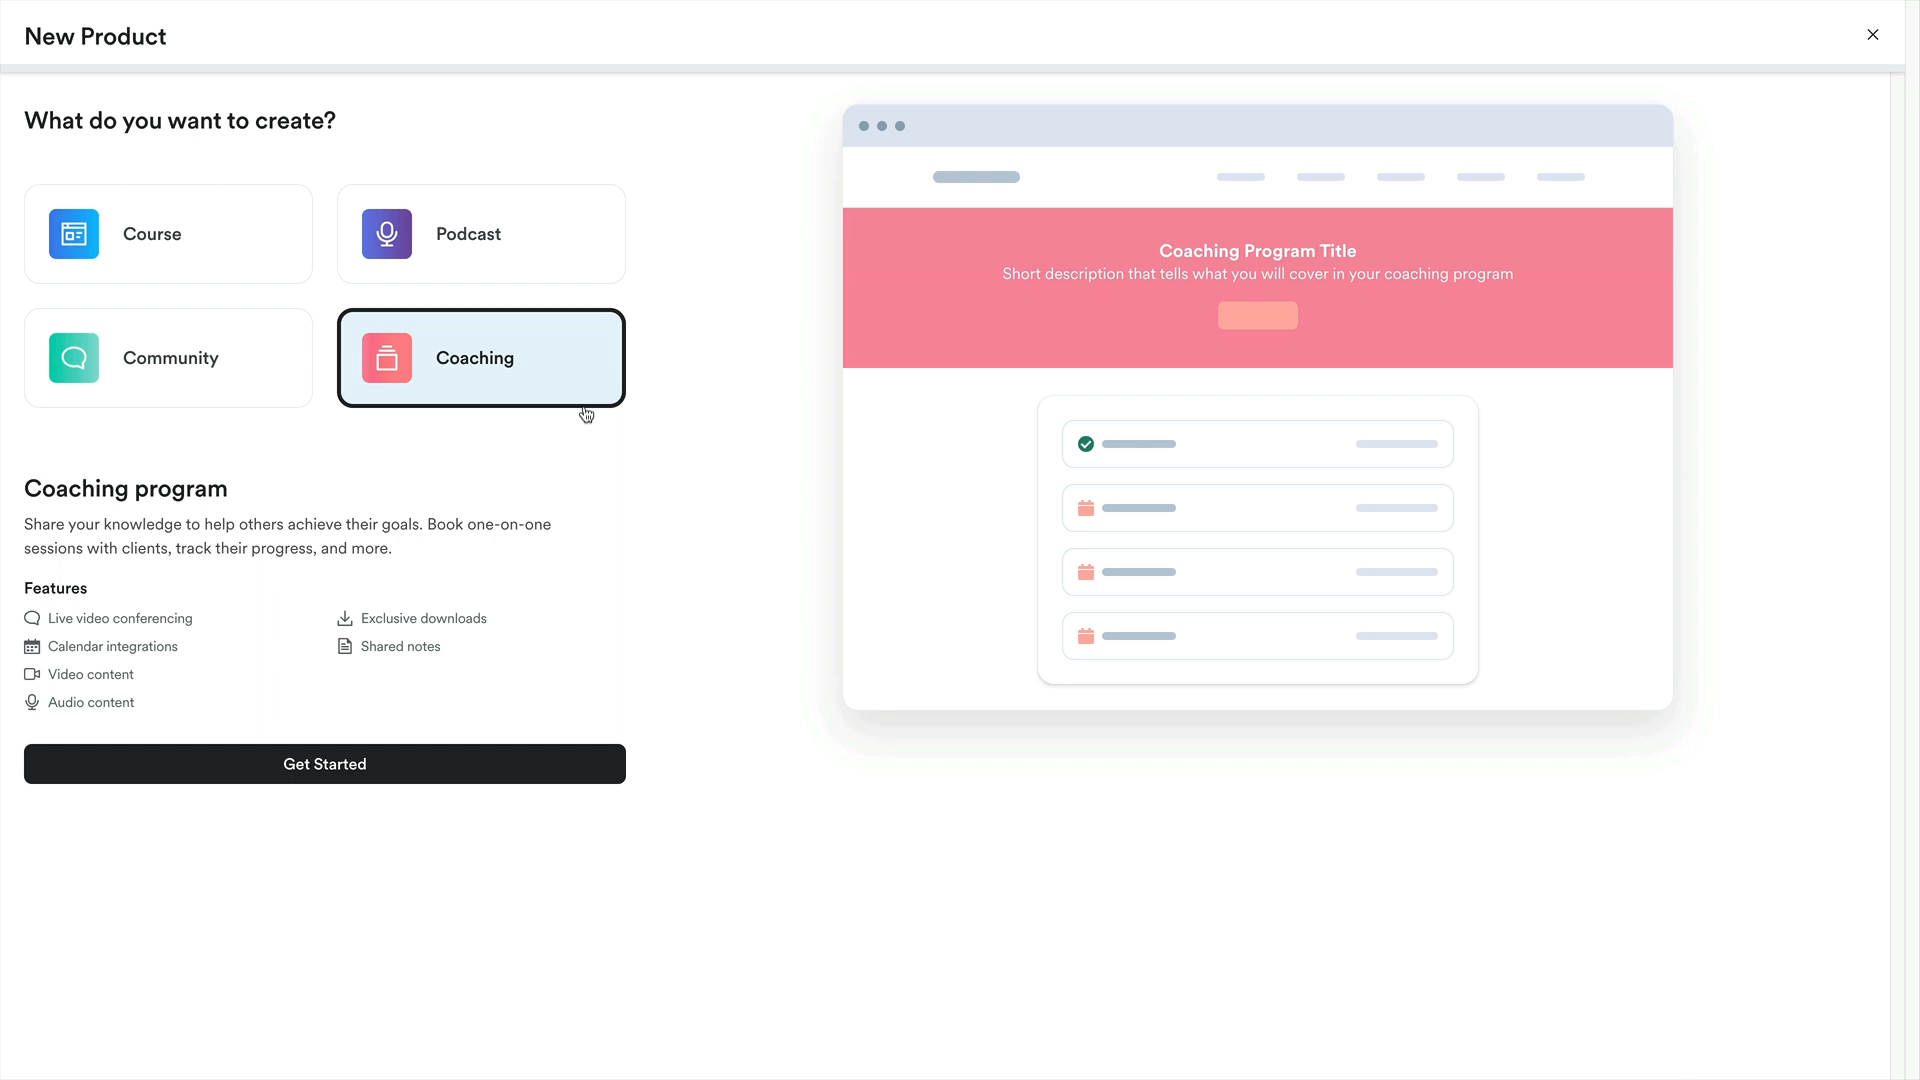 New Product
What do you want to create?
Course
Podcast
Community
Coaching
Coaching program
Share your knowledge to help others achieve their goals. Book one-on-one
sessions with clients, track their progress, and more.
Features
Live video conferencing
Exclusive downloads
Calendar integrations
Shared notes
Video content
Audio content
Get Started
Coaching Program Title
Short description that tells what you will cover in your coaching program